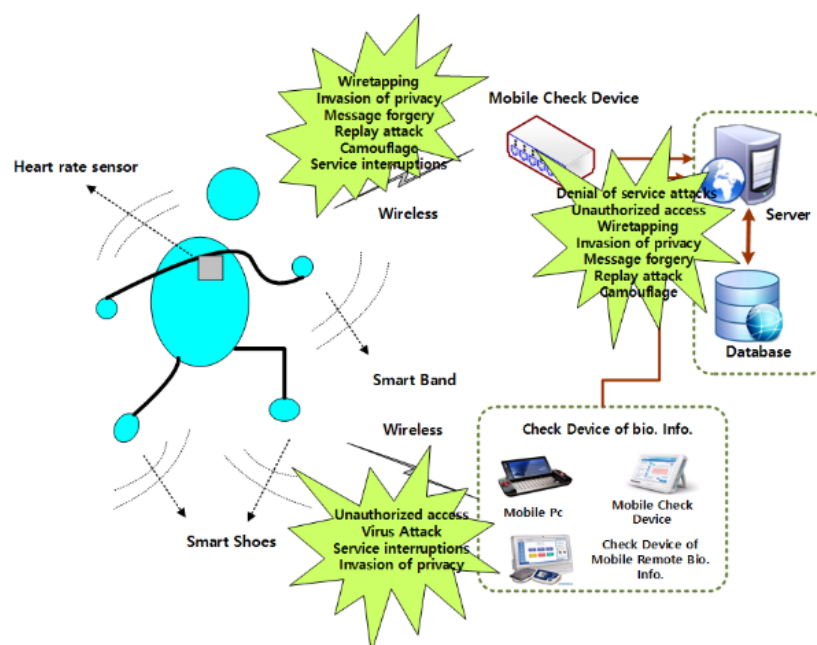 Wiretapping
Invasion of privacy
Message forgery
Replay attack
Camouflage
Service interruptions
Mobile Check Device
Heart rate sensor
Wireless
Denial of service attacks
Unauthorized access
Wiretapping
Invasion of privacy
Message forgery
Replay attack
Camouflage
Server
Database
Smart Band
Wireless
Check Device of bio. Info.
Mobile Pc
Mobile Check
Device
Check Device of
Mobile Remote Bio.
Info.
Smart Shoes
Unauthorized access
Virus Attack
Service interruptions
Invasion of privacy